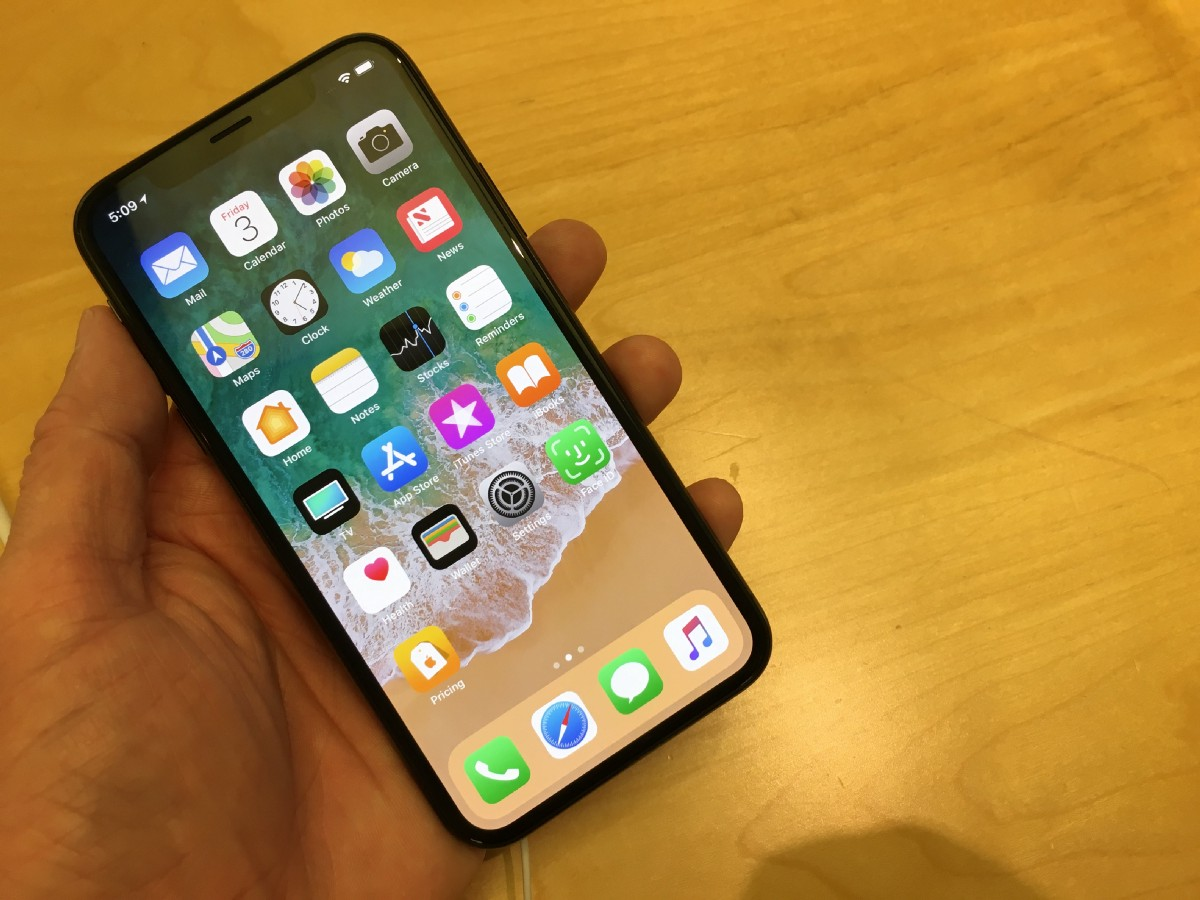 5:09
Mail
Friday
3
Calendar
Photos
Camera
280
Maps
Clock
Weather
News
Home
Notes
Stocks
Reminders
TV
App Store
iTunes Store
iBooks
Health
Wallet
Settings
Face ID
Pricing